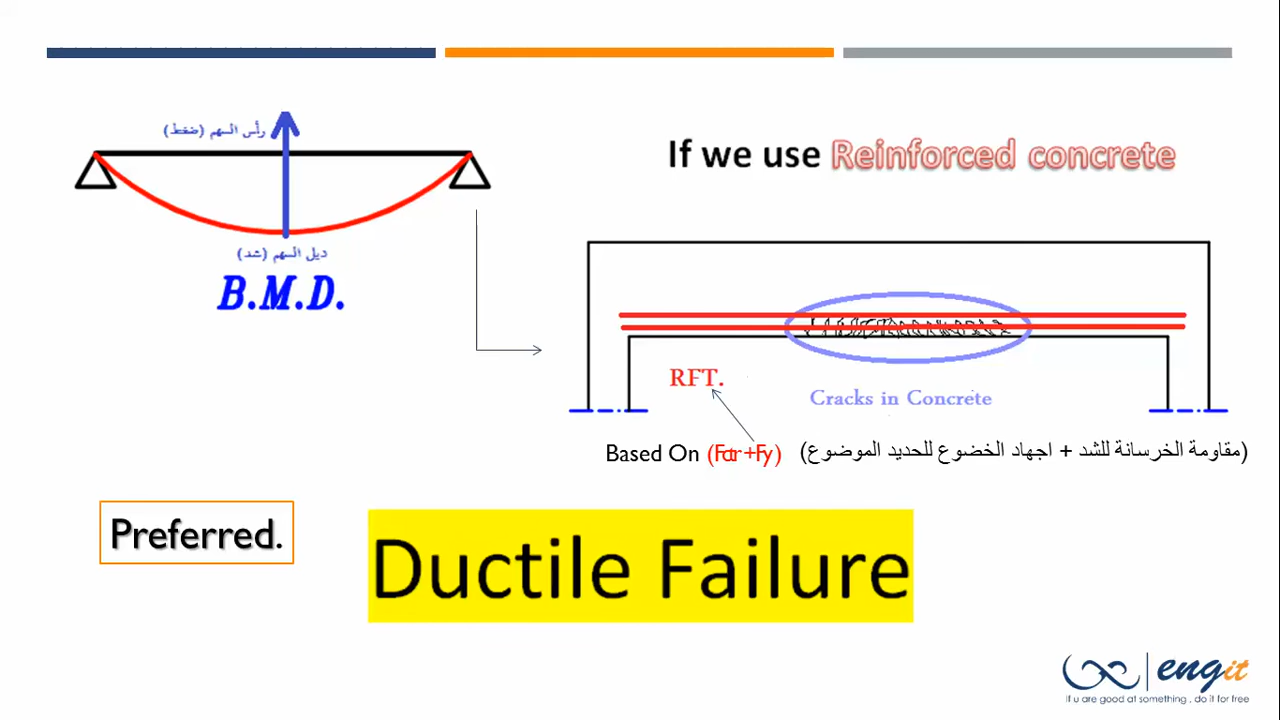 رأس السهم (ضغط)
ديل السهم (شد)
B.M.D.
If we use Reinforced concrete
RFT.
Cracks in Concrete
Based On (Fctr+Fy) (مقاومة الخرسانة للشد + اجهاد الخضوع للحديد الموضوع)
Preferred.
Ductile Failure
engit
if u are good at something , do it for free